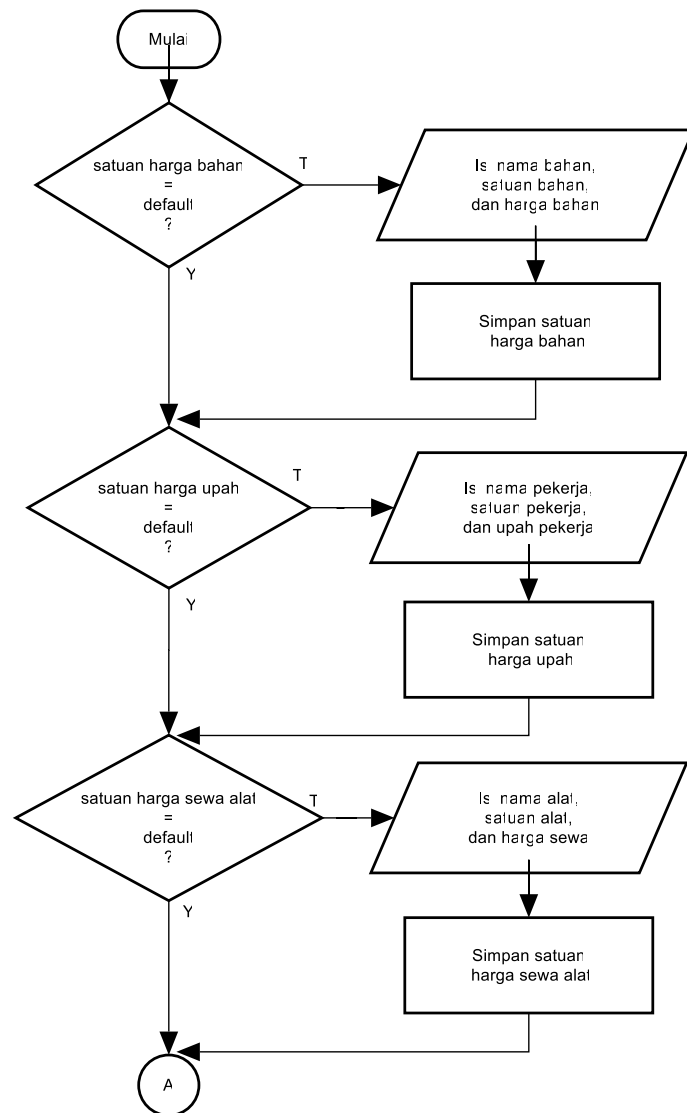 Mulai
satuan harga bahan
=
default
?
T
Y
Isi nama bahan,
satuan bahan,
dan harga bahan
Simpan satuan
harga bahan
satuan harga upah
=
default
?
T
Y
Isi nama pekerja,
satuan pekerja,
dan upah pekerja
Simpan satuan
harga upah
satuan harga sewa alat
=
default
?
T
Y
Isi nama alat,
satuan alat,
dan harga sewa
Simpan satuan
harga sewa alat
A